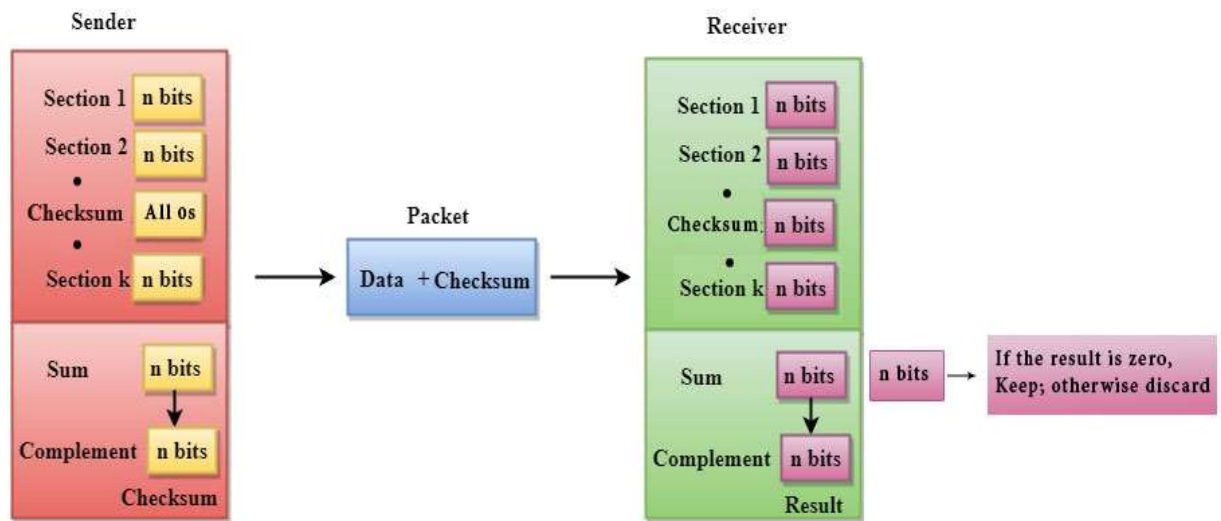 Sender
Section 1 n bits
Section 2 n bits
Checksum All 0s
Section k n bits
Sum n bits
Complement n bits
Checksum
Packet
Data + Checksum
Receiver
Section 1 n bits
Section 2 n bits
Checksum: n bits
Section k n bits
Sum n bits
Complement n bits
Result
n bits
If the result is zero,
Keep; otherwise discard